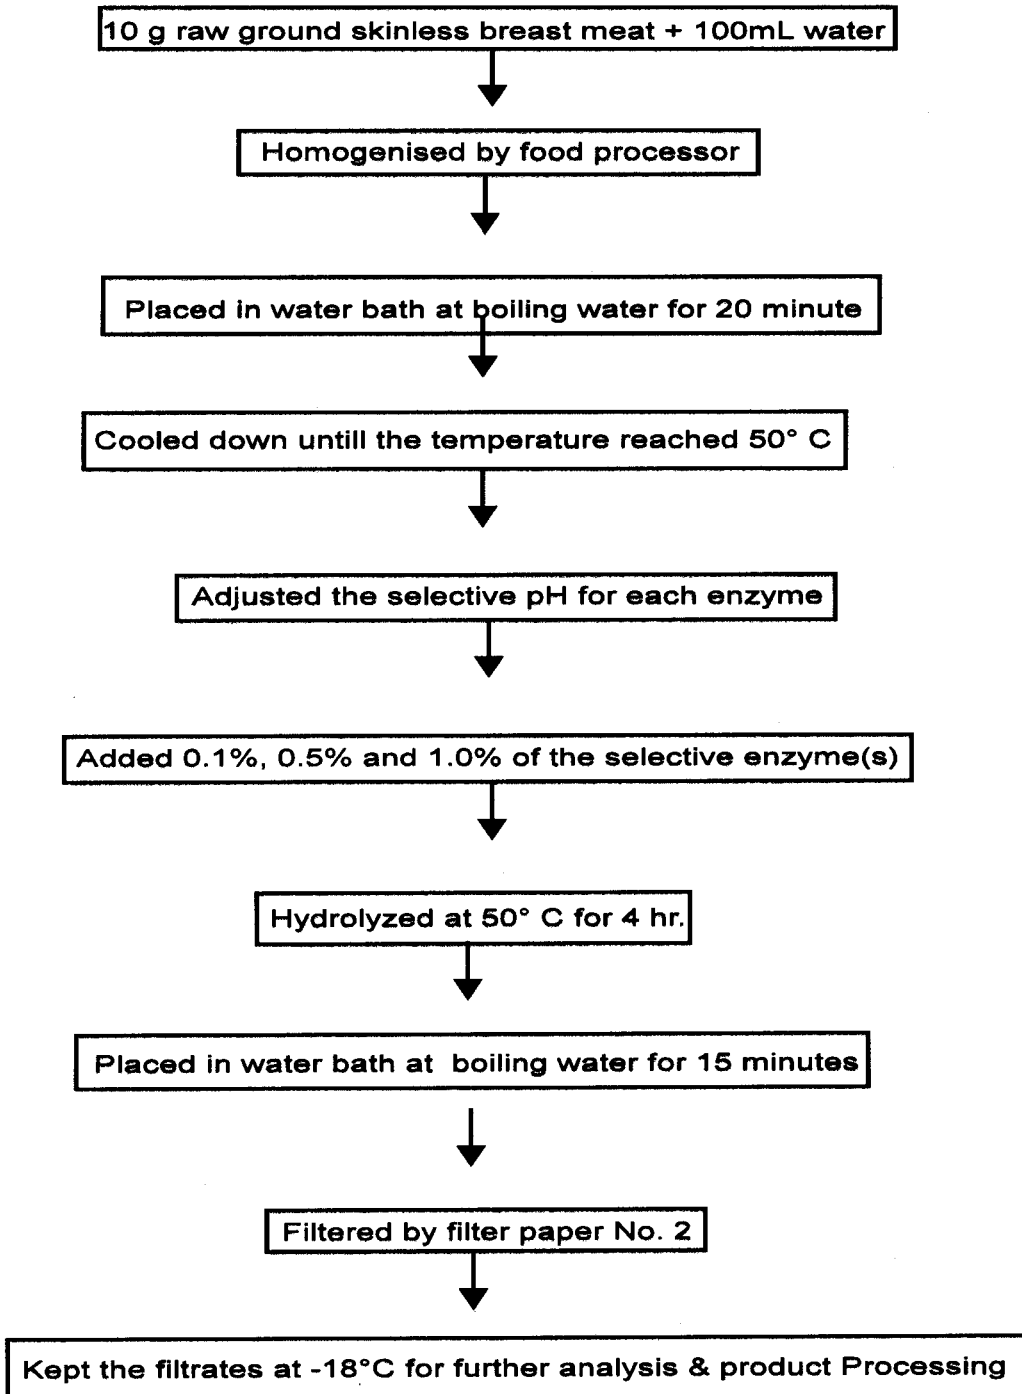 10 g raw ground skinless breast meat + 100mL water
Homogenised by food processor
Placed in water bath at boiling water for 20 minute
Cooled down untill the temperature reached 50° C
Adjusted the selective pH for each enzyme
Added 0.1%, 0.5% and 1.0% of the selective enzyme(s)
Hydrolyzed at 50° C for 4 hr.
Placed in water bath at boiling water for 15 minutes
Filtered by filter paper No. 2
Kept the filtrates at -18°C for further analysis & product Processing